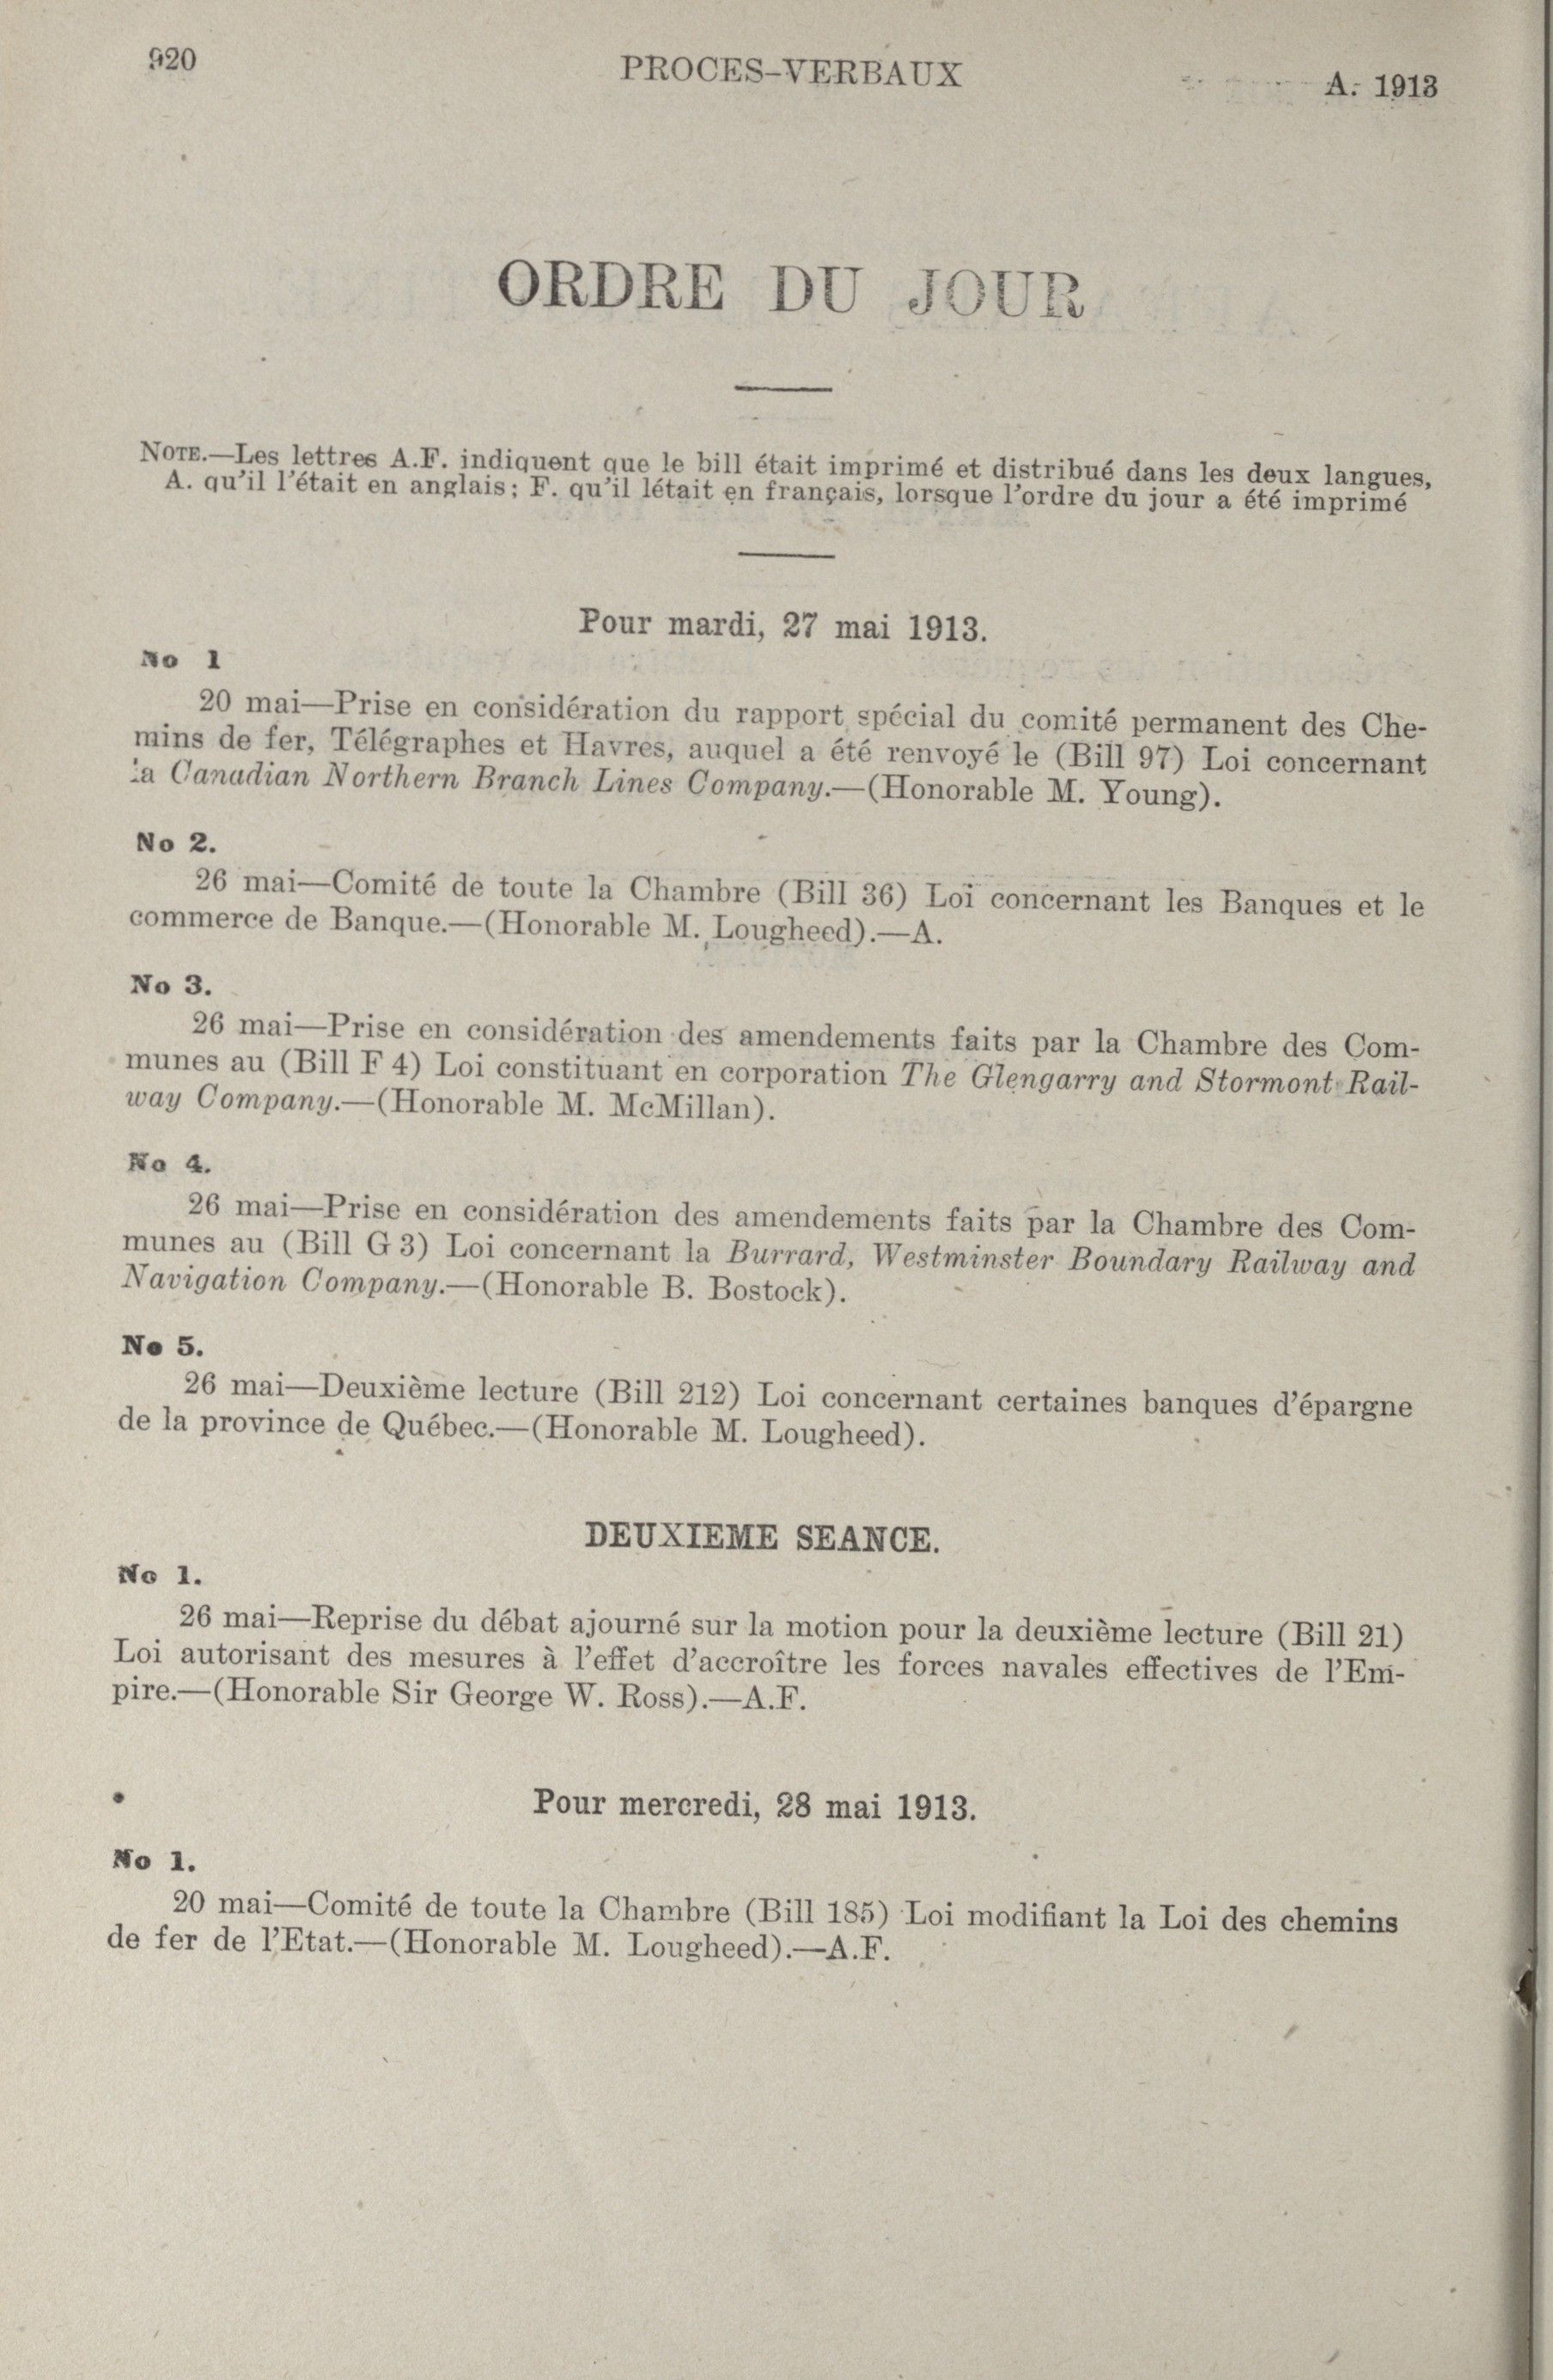 920
PROCES-VERBAUX
A. 1913
ORDRE DU JOUR
NOTE.—Les lettres A.F. indiquent que le bill était imprimé et distribué dans les deux langues,
A. qu'il l'était en anglais; F. qu'il létait en français, lorsque l'ordre du jour a été imprimé
Pour mardi, 27 mai 1913.
No 1
20 mai—Prise en considération du rapport spécial du comité permanent des Che-
mins de fer, Télégraphes et Havres, auquel a été renvoyé le (Bill 97) Loi concernant
la Canadian Northern Branch Lines Company.—(Honorable M. Young).
No 2.
26 mai—Comité de toute la Chambre (Bill 36) Loi concernant les Banques et le
commerce de Banque.—(Honorable M. Lougheed).—A.
No 3.
26 mai—Prise en considération des amendements faits par la Chambre des Com-
munes au (Bill F 4) Loi constituant en corporation The Glengarry and Stormont Rail-
way Company.—(Honorable M. McMillan).
No 4.
26 mai—Prise en considération des amendements faits par la Chambre des Com-
munes au (Bill G 3) Loi concernant la Burrard, Westminster Boundary Railway and
Navigation Company.—(Honorable B. Bostock).
No 5.
26 mai—Deuxième lecture (Bill 212) Loi concernant certaines banques d'épargne
de la province de Québec.—(Honorable M. Lougheed).
DEUXIEME SEANCE.
No 1.
26 mai—Reprise du débat ajourné sur la motion pour la deuxième lecture (Bill 21)
Loi autorisant des mesures à l'effet d'accroître les forces navales effectives de l'Em-
pire.—(Honorable Sir George W. Ross).—A.F.
Pour mercredi, 28 mai 1913.
No 1.
20 mai—Comité de toute la Chambre (Bill 185) Loi modifiant la Loi des chemins
de fer de l'Etat.—(Honorable M. Lougheed).—A.F.